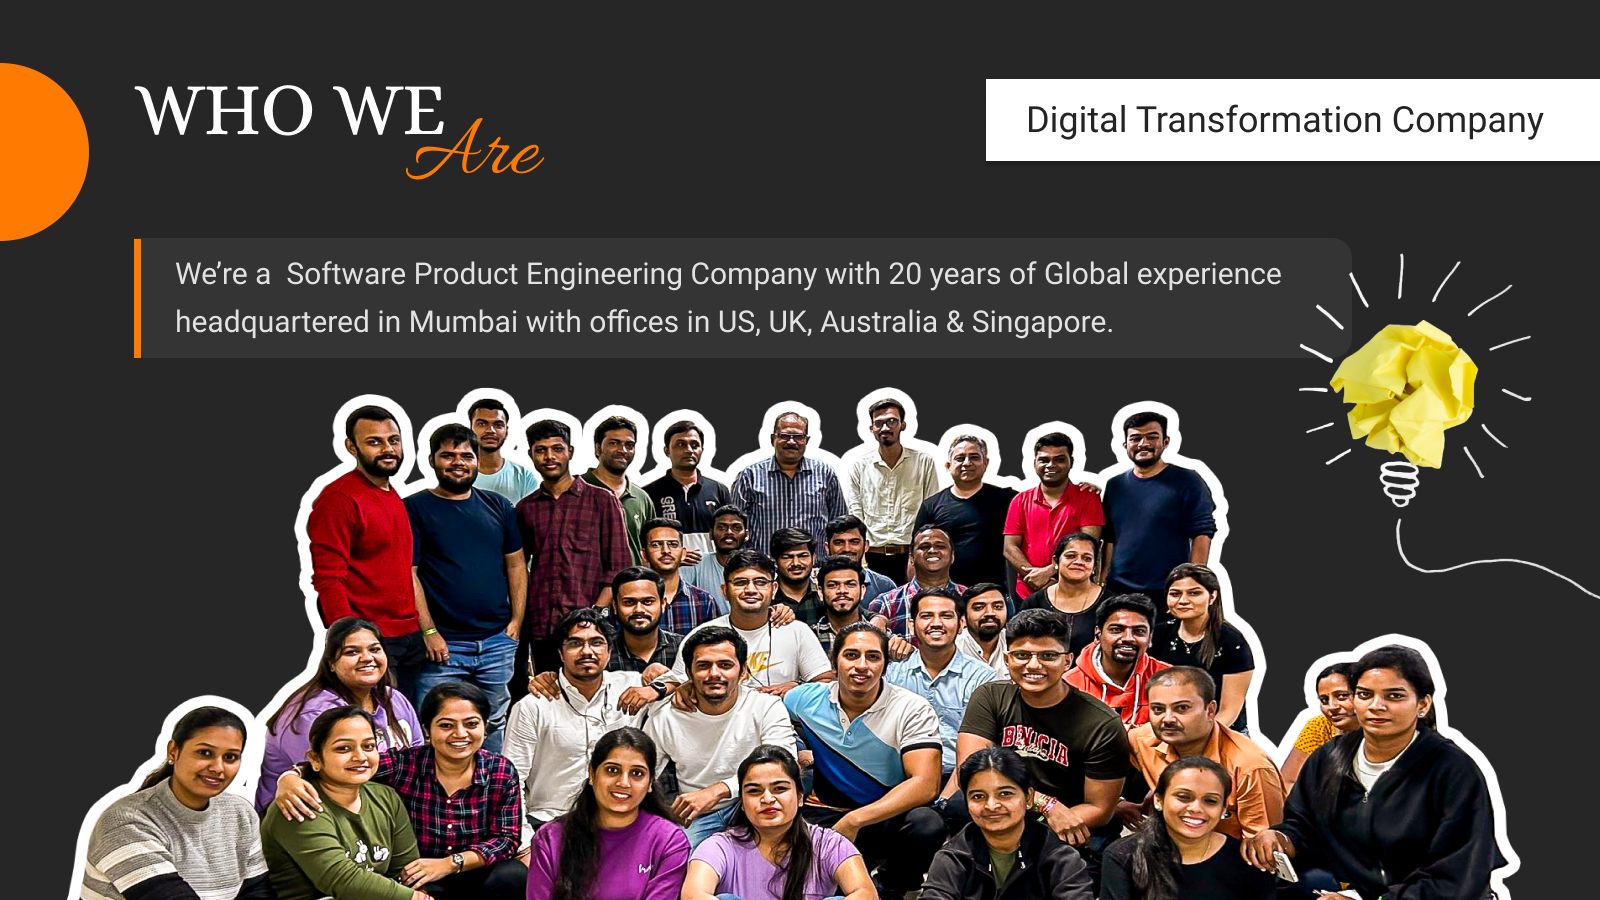 WHO WE
Are
Digital Transformation Company
We’re a  Software Product Engineering Company with 20 years of Global experience
headquartered in Mumbai with offices in US, UK, Australia & Singapore.
BENICIA